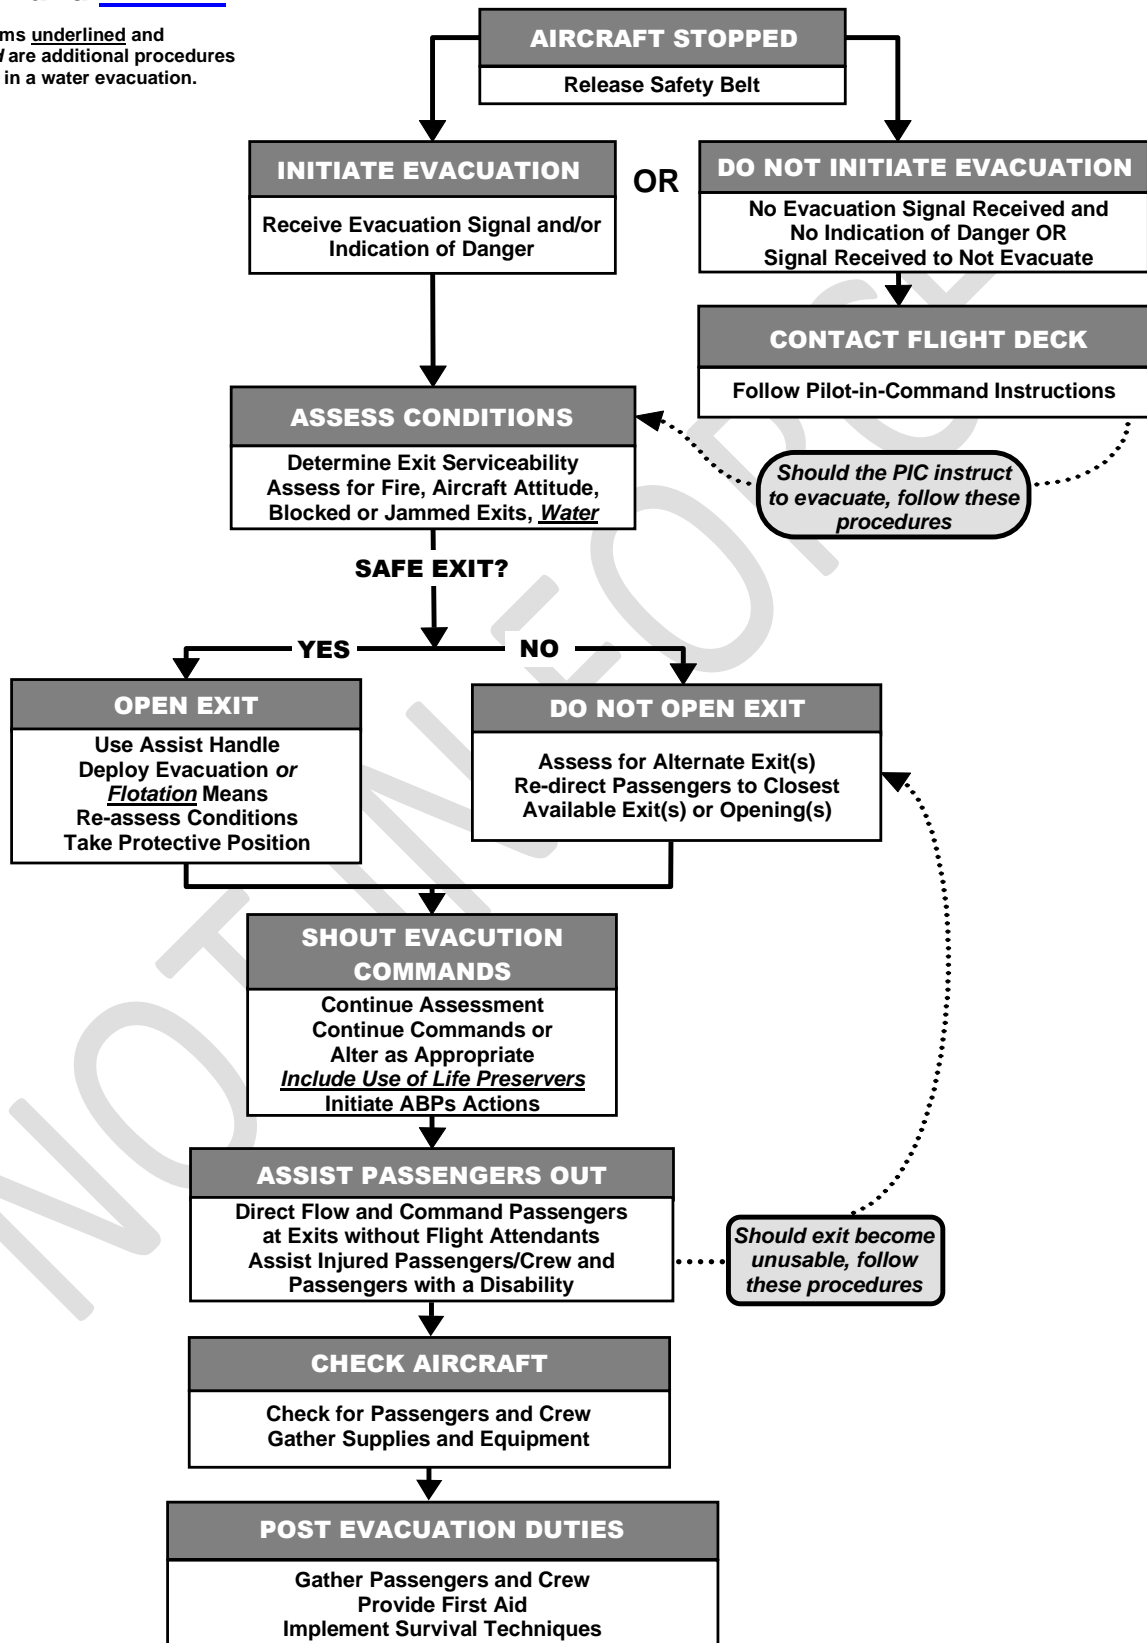 ms underlined and
d are additional procedures
in a water evacuation.
AIRCRAFT STOPPED
Release Safety Belt
INITIATE EVACUATION
Receive Evacuation Signal and/or
Indication of Danger
OR
DO NOT INITIATE EVACUATION
No Evacuation Signal Received and
No Indication of Danger OR
Signal Received to Not Evacuate
CONTACT FLIGHT DECK
Follow Pilot-in-Command Instructions
ASSESS CONDITIONS
Determine Exit Serviceability
Assess for Fire, Aircraft Attitude,
Blocked or Jammed Exits, Water
Should the PIC instruct
to evacuate, follow these
procedures
SAFE EXIT?
YES
NO
OPEN EXIT
Use Assist Handle
Deploy Evacuation or
Flotation Means
Re-assess Conditions
Take Protective Position
DO NOT OPEN EXIT
Assess for Alternate Exit(s)
Re-direct Passengers to Closest
Available Exit(s) or Opening(s)
SHOUT EVACUTION
COMMANDS
Continue Assessment
Continue Commands or
Alter as Appropriate
Include Use of Life Preservers
Initiate ABPs Actions
ASSIST PASSENGERS OUT
Direct Flow and Command Passengers
at Exits without Flight Attendants
Assist Injured Passengers/Crew and
Passengers with a Disability
Should exit become
unusable, follow
these procedures
CHECK AIRCRAFT
Check for Passengers and Crew
Gather Supplies and Equipment
POST EVACUATION DUTIES
Gather Passengers and Crew
Provide First Aid
Implement Survival Techniques
NOT IN FORCE